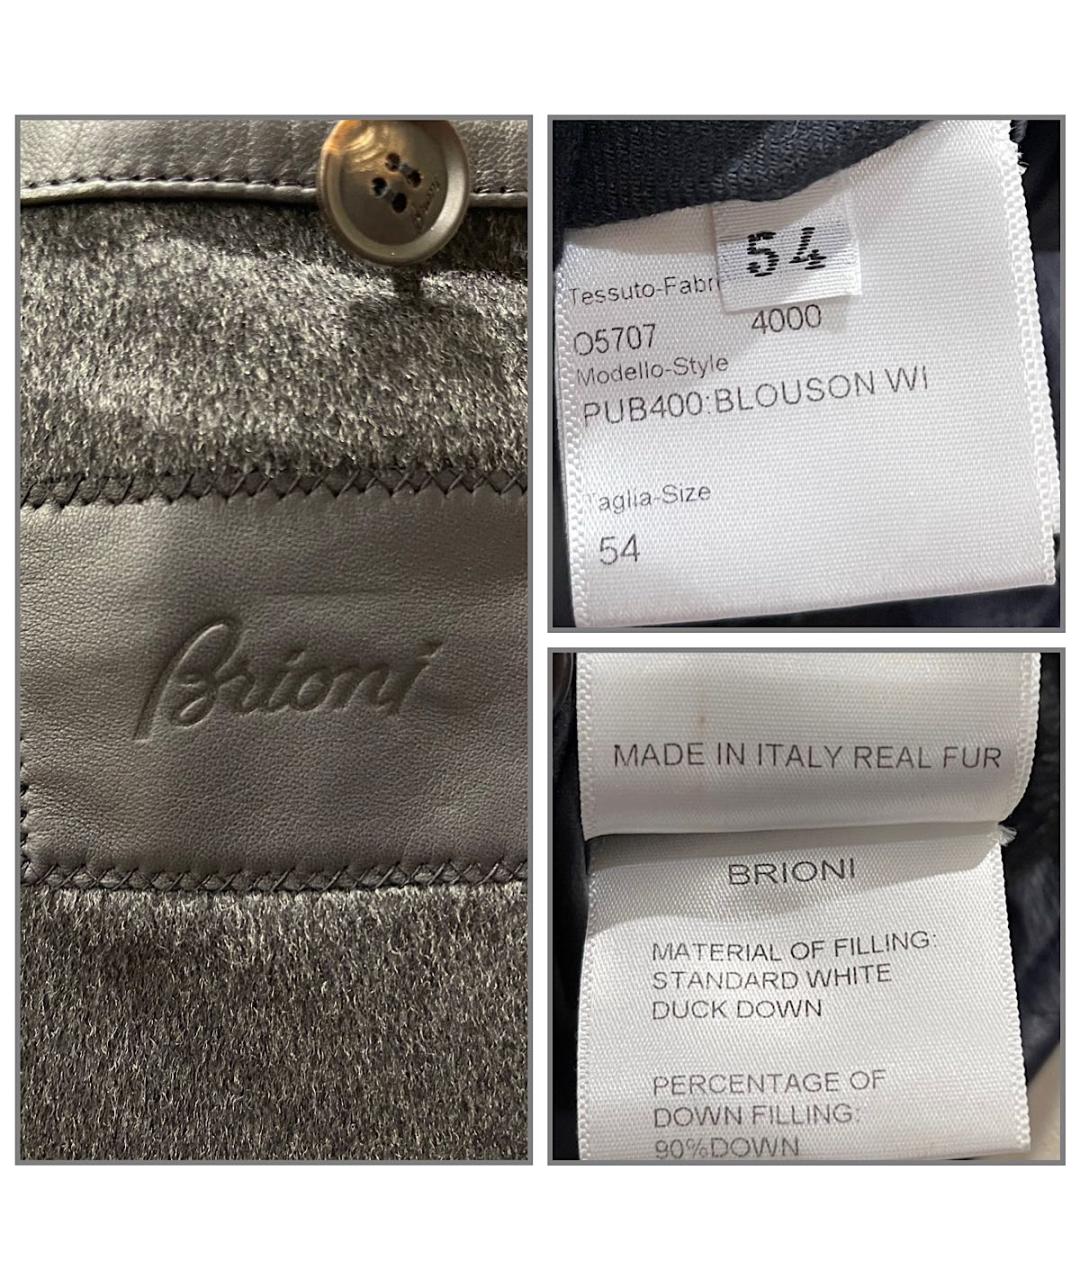 Brioni
54
Tessuto-Fabri
O5707 4000
Modello-Style
PUB400:BLOUSON WI
Taglia-Size
54
MADE IN ITALY REAL FUR
BRIONI
MATERIAL OF FILLING:
STANDARD WHITE
DUCK DOWN
PERCENTAGE OF
DOWN FILLING:
90%DOWN